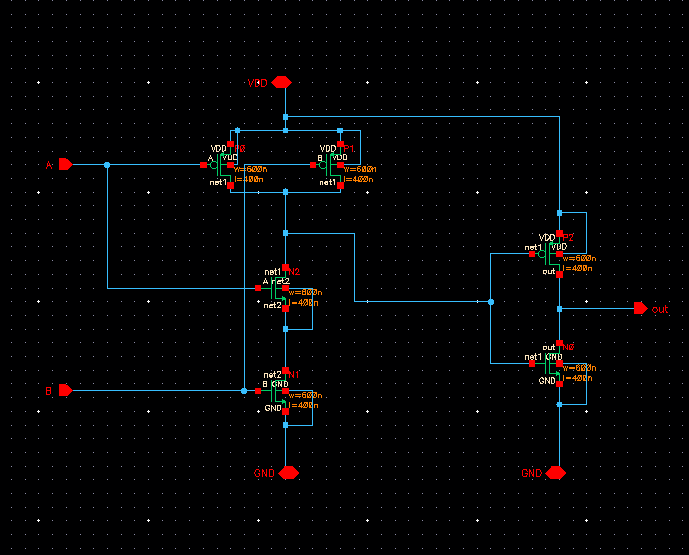 VDD
VDD P0
VDD P1
A VDD
B VDD
A
w=600n
w=600n
net1 l=400n
net1 l=400n
VDD P2
net1 VDD
w=600n
out l=400n
net1 N2
A net2
w=600n
net2 l=400n
out
out N0
net1 GND
w=600n
GND l=400n
net2 N1
B GND
B
w=600n
GND l=400n
GND
GND